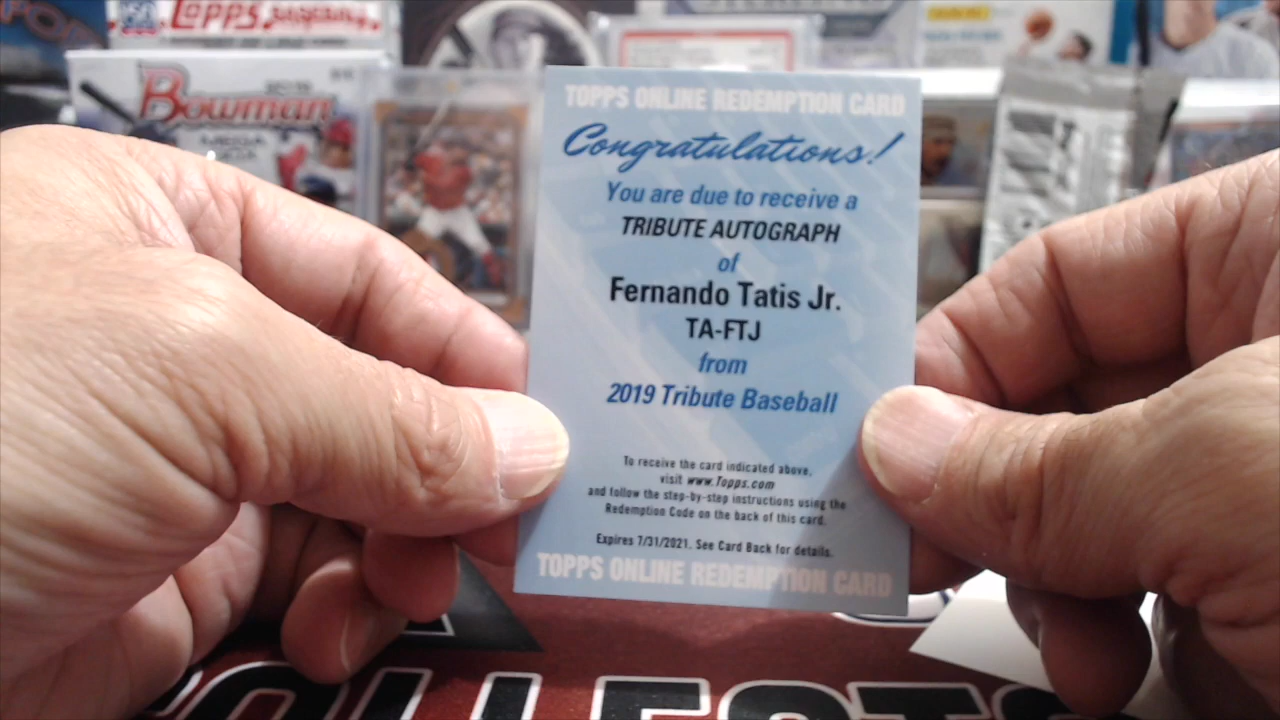 TOPPS
Bowman
TOPPS ONLINE REDEMPTION CARD
Congratulations!
You are due to receive a
TRIBUTE AUTOGRAPH
of
Fernando Tatis Jr.
TA-FTJ
from
2019 Tribute Baseball
To receive the card indicated above,
visit www.Topps.com
and follow the step-by-step instructions using the
Redemption Code on the back of this card.
Expires 7/31/2021. See Card Back for details.
TOPPS ONLINE REDEMPTION CARD